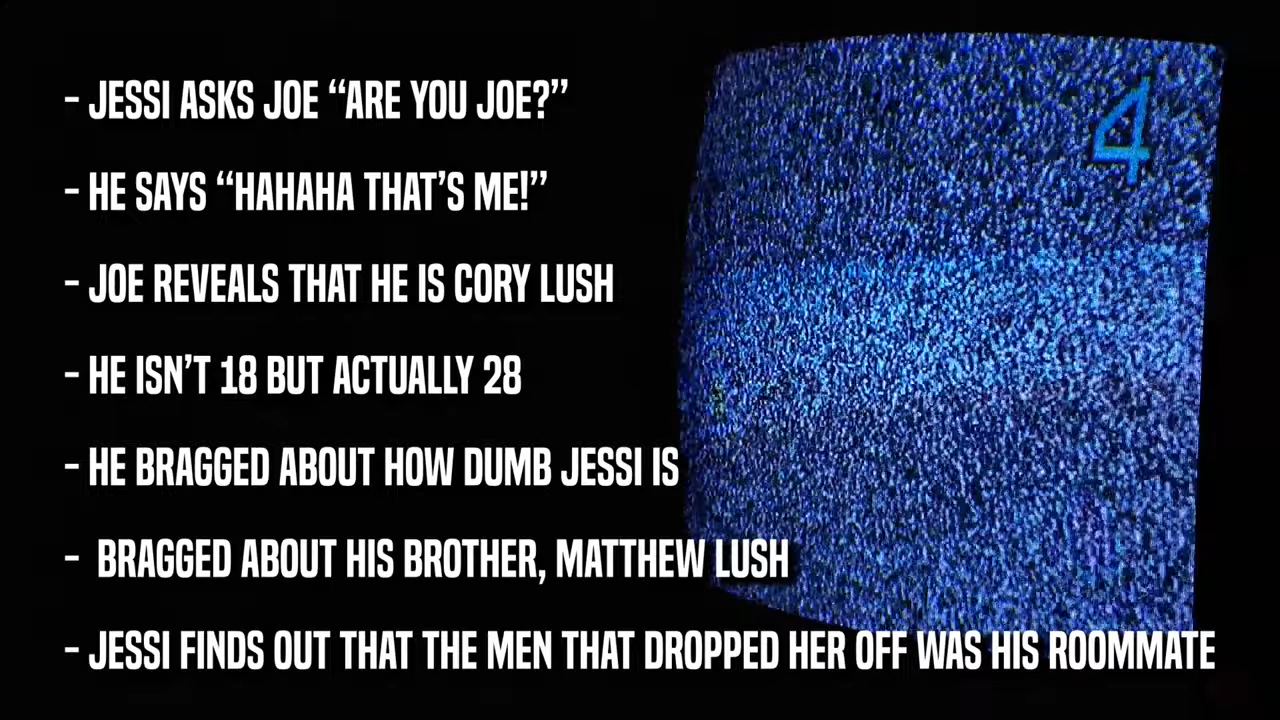 - JESSI ASKS JOE “ARE YOU JOE?”
4
- HE SAYS “HAHAHA THAT’S ME!”
- JOE REVEALS THAT HE IS CORY LUSH
- HE ISN’T 18 BUT ACTUALLY 28
- HE BRAGGED ABOUT HOW DUMB JESSI IS
- BRAGGED ABOUT HIS BROTHER, MATTHEW LUSH
- JESSI FINDS OUT THAT THE MEN THAT DROPPED HER OFF WAS HIS ROOMMATE